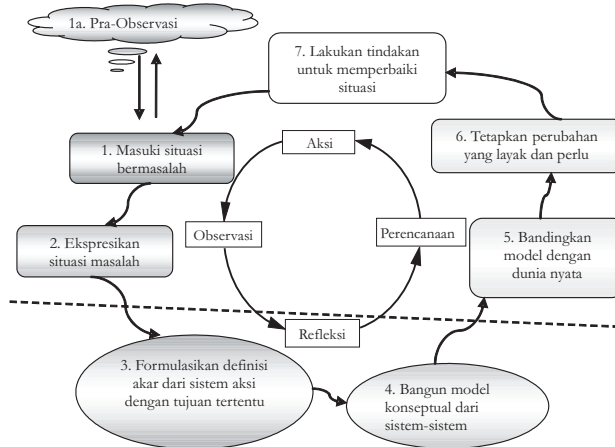 1a. Pra-Observasi
7. Lakukan tindakan
untuk memperbaiki
situasi
1. Masuki situasi
bermasalah
Aksi
6. Tetapkan perubahan
yang layak dan perlu
2. Ekspresikan
situasi masalah
Observasi
Perencanaan
5. Bandingkan
model dengan
dunia nyata
Refleksi
3. Formulasikan definisi
akar dari sistem aksi
dengan tujuan tertentu
4. Bangun model
konseptual dari
sistem-sistem